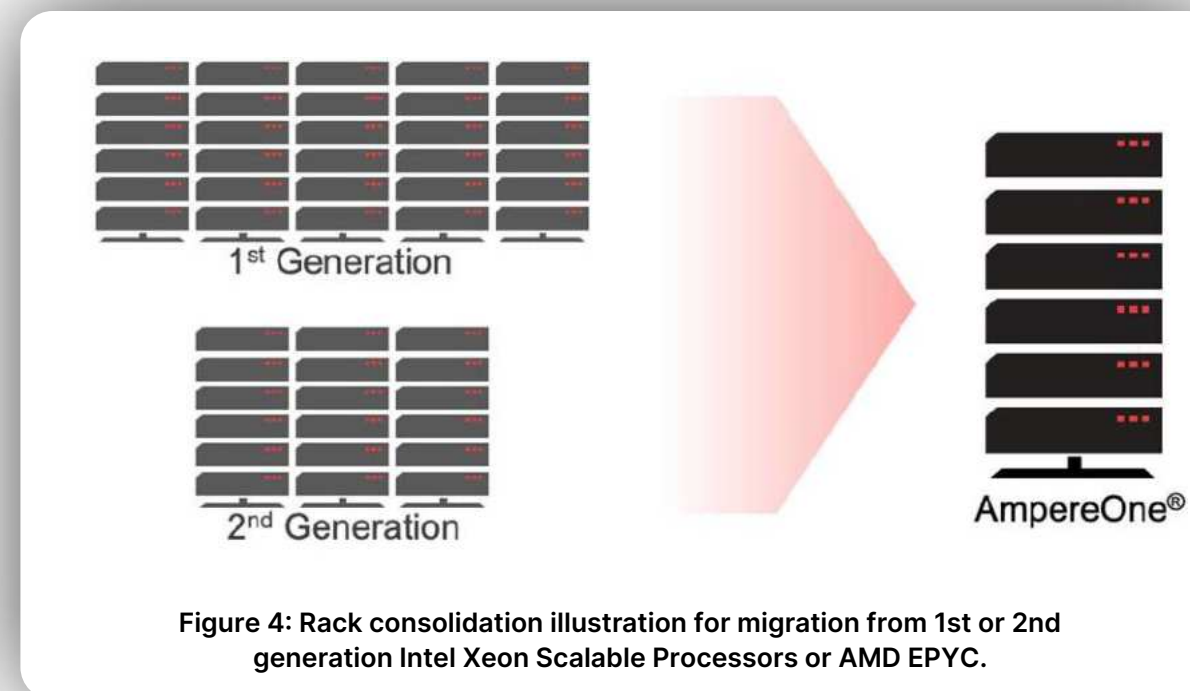 1st Generation
2nd Generation
AmpereOne®
Figure 4: Rack consolidation illustration for migration from 1st or 2nd
generation Intel Xeon Scalable Processors or AMD EPYC.